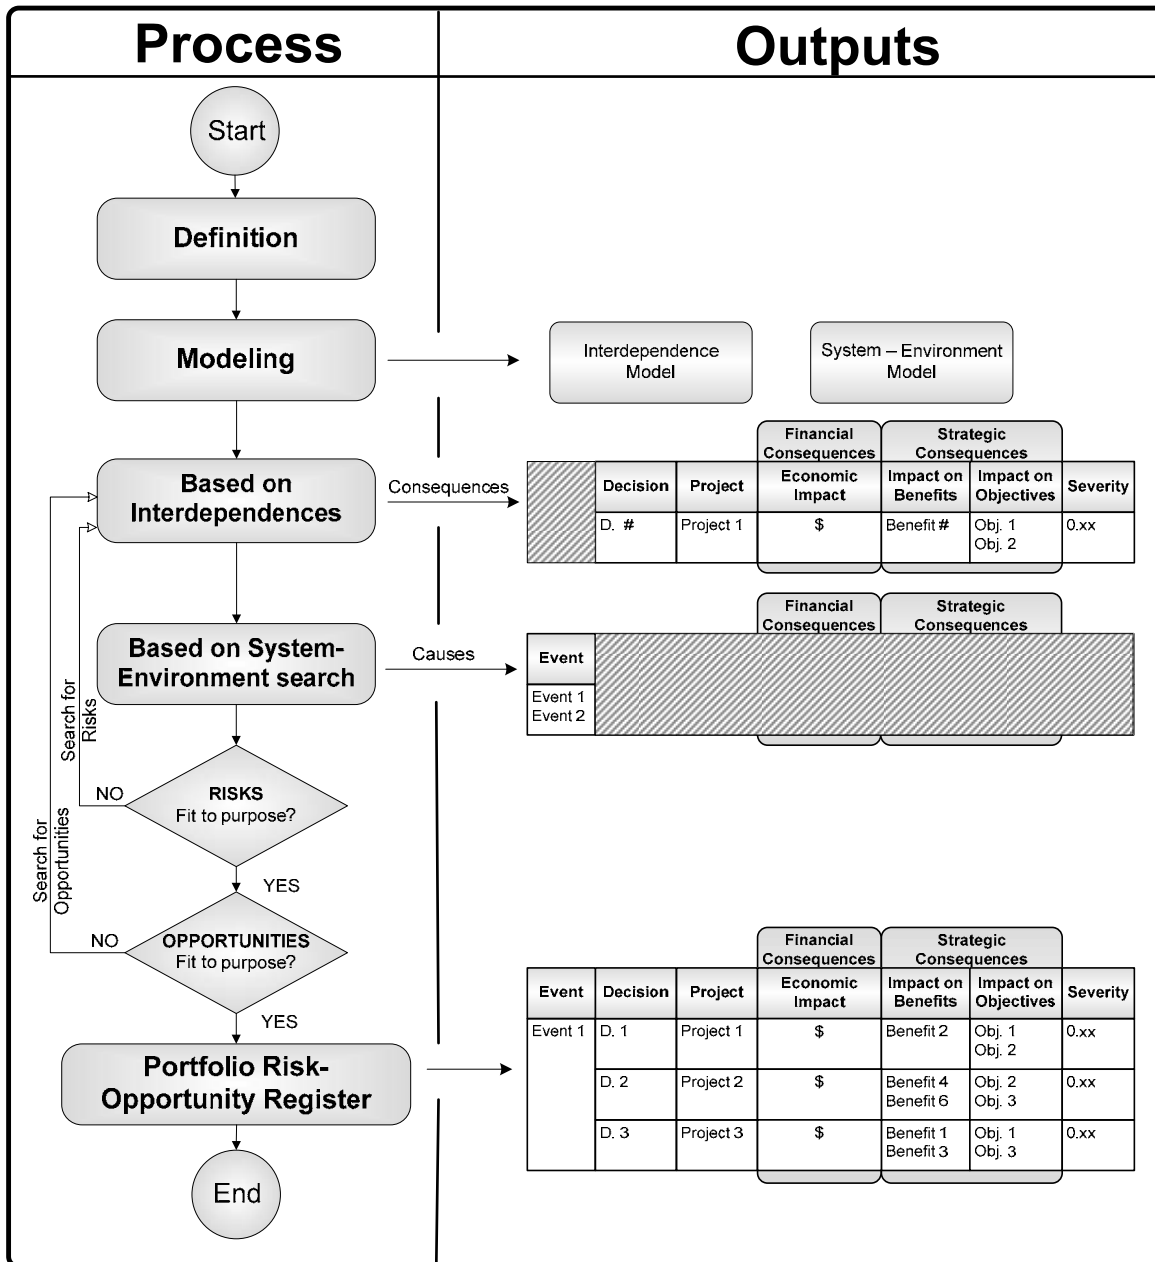 Process
Outputs
Start
Definition
Modeling
Interdependence
Model
System – Environment
Model
Based on
Interdependences
Consequences
Financial
Consequences
Strategic
Consequences
Decision
Project
Economic
Impact
Impact on
Benefits
Impact on
Objectives
Severity
D. #
Project 1
$
Benefit #
Obj. 1
Obj. 2
0.xx
Based on System-
Environment search
Causes
Financial
Consequences
Strategic
Consequences
Event
Event 1
Event 2
Search for
Risks
NO
RISKS
Fit to purpose?
YES
Search for
Opportunities
NO
OPPORTUNITIES
Fit to purpose?
YES
Portfolio Risk-
Opportunity Register
Financial
Consequences
Strategic
Consequences
Event
Decision
Project
Economic
Impact
Impact on
Benefits
Impact on
Objectives
Severity
Event 1
D. 1
Project 1
$
Benefit 2
Obj. 1
Obj. 2
0.xx
D. 2
Project 2
$
Benefit 4
Benefit 6
Obj. 2
Obj. 3
0.xx
D. 3
Project 3
$
Benefit 1
Benefit 3
Obj. 1
Obj. 3
0.xx
End